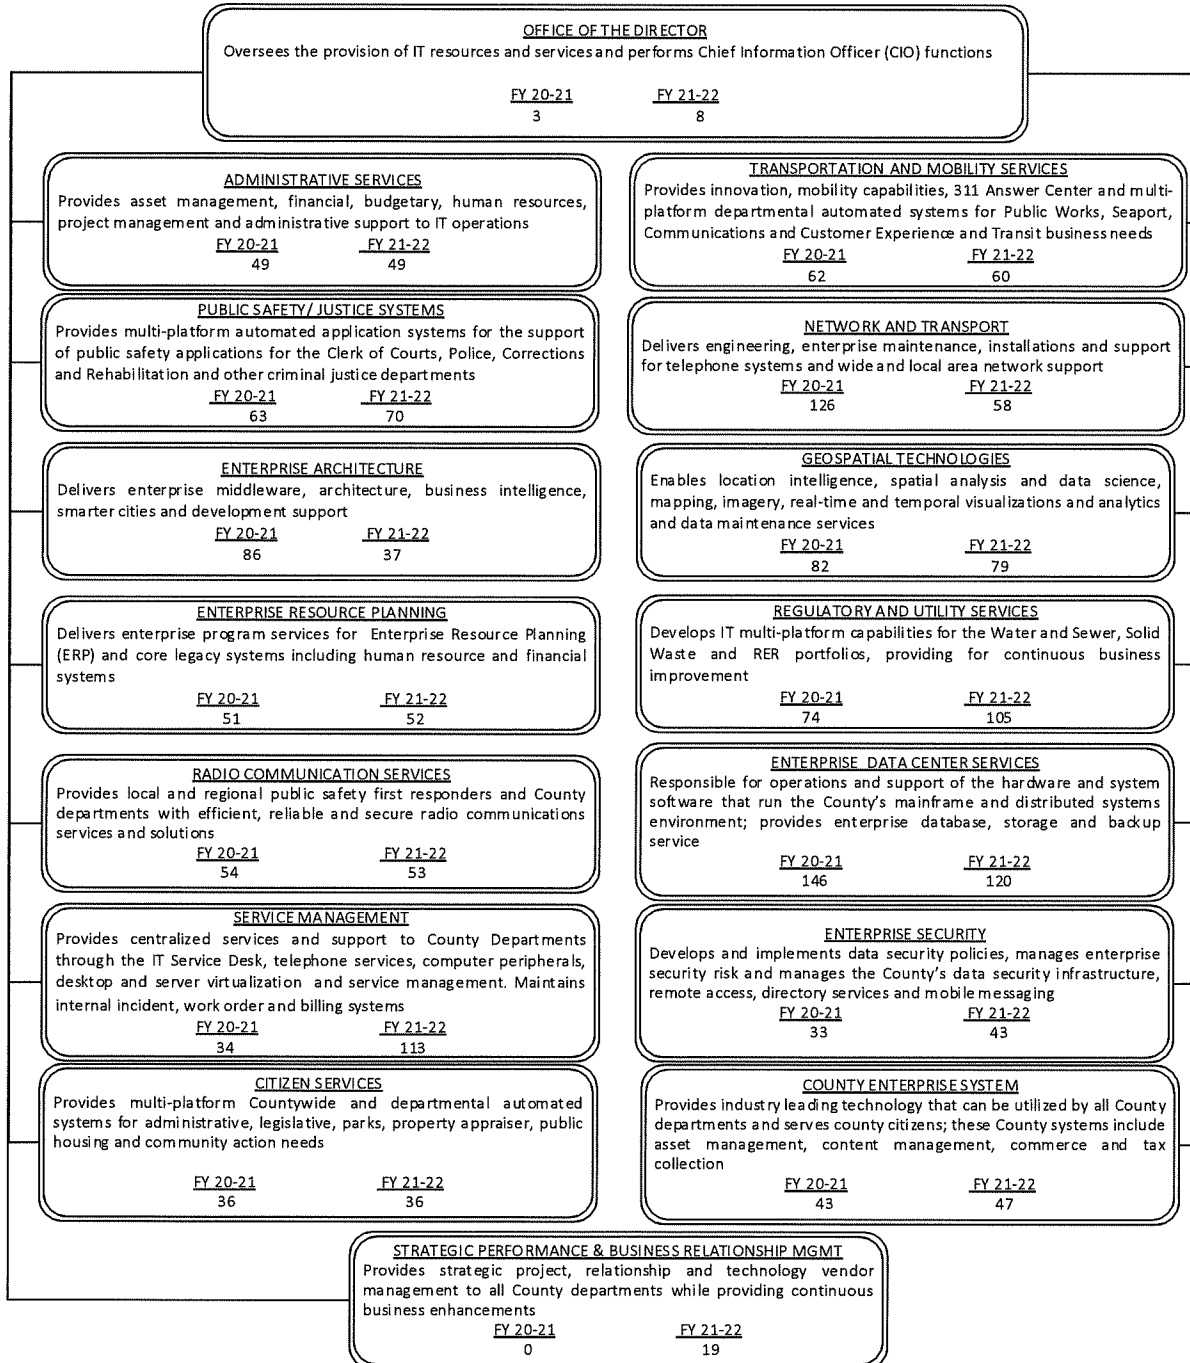 OFFICE OF THE DIRECTOR
Oversees the provision of IT resources and services and performs Chief Information Officer (CIO) functions
FY 20-21 FY 21-22
3 8
ADMINISTRATIVE SERVICES
Provides asset management, financial, budgetary, human resources,
project management and administrative support to IT operations
FY 20-21 FY 21-22
49 49
TRANSPORTATION AND MOBILITY SERVICES
Provides innovation, mobility capabilities, 311 Answer Center and multi-
platform departmental automated systems for Public Works, Seaport,
Communications and Customer Experience and Transit business needs
FY 20-21 FY 21-22
62 60
PUBLIC SAFETY/ JUSTICE SYSTEMS
Provides multi-platform automated application systems for the support
of public safety applications for the Clerk of Courts, Police, Corrections
and Rehabilitation and other criminal justice departments
FY 20-21 FY 21-22
63 70
NETWORK AND TRANSPORT
Delivers engineering, enterprise maintenance, installations and support
for telephone systems and wide and local area network support
FY 20-21 FY 21-22
126 58
ENTERPRISE ARCHITECTURE
Delivers enterprise middleware, architecture, business intelligence,
smarter cities and development support
FY 20-21 FY 21-22
86 37
GEOSPATIAL TECHNOLOGIES
Enables location intelligence, spatial analysis and data science,
mapping, imagery, real-time and temporal visualizations and analytics
and data maintenance services
FY 20-21 FY 21-22
82 79
ENTERPRISE RESOURCE PLANNING
Delivers enterprise program services for Enterprise Resource Planning
(ERP) and core legacy systems including human resource and financial
systems
FY 20-21 FY 21-22
51 52
REGULATORY AND UTILITY SERVICES
Develops IT multi-platform capabilities for the Water and Sewer, Solid
Waste and RER portfolios, providing for continuous business
improvement
FY 20-21 FY 21-22
74 105
RADIO COMMUNICATION SERVICES
Provides local and regional public safety first responders and County
departments with efficient, reliable and secure radio communications
services and solutions
FY 20-21 FY 21-22
54 53
ENTERPRISE DATA CENTER SERVICES
Responsible for operations and support of the hardware and system
software that run the County's mainframe and distributed systems
environment; provides enterprise database, storage and backup
service
FY 20-21 FY 21-22
146 120
SERVICE MANAGEMENT
Provides centralized services and support to County Departments
through the IT Service Desk, telephone services, computer peripherals,
desktop and server virtualization and service management. Maintains
internal incident, work order and billing systems
FY 20-21 FY 21-22
34 113
ENTERPRISE SECURITY
Develops and implements data security policies, manages enterprise
security risk and manages the County's data security infrastructure,
remote access, directory services and mobile messaging
FY 20-21 FY 21-22
33 43
CITIZEN SERVICES
Provides multi-platform Countywide and departmental automated
systems for administrative, legislative, parks, property appraiser, public
housing and community action needs
FY 20-21 FY 21-22
36 36
COUNTY ENTERPRISE SYSTEM
Provides industry leading technology that can be utilized by all County
departments and serves county citizens; these County systems include
asset management, content management, commerce and tax
collection
FY 20-21 FY 21-22
43 47
STRATEGIC PERFORMANCE & BUSINESS RELATIONSHIP MGMT
Provides strategic project, relationship and technology vendor
management to all County departments while providing continuous
business enhancements
FY 20-21 FY 21-22
0 19